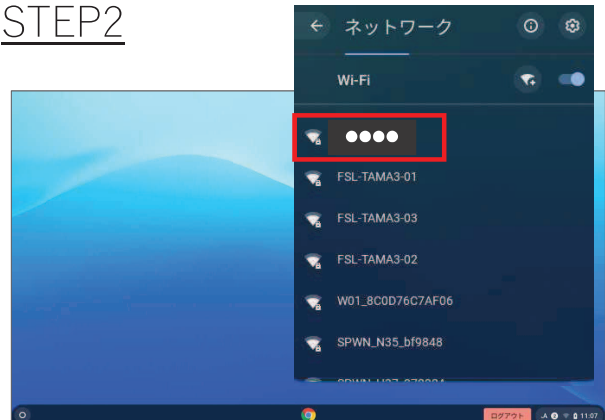 STEP2
ネットワーク
Wi-Fi
●●●●
FSL-TAMA3-01
FSL-TAMA3-03
FSL-TAMA3-02
W01_8C0D76C7AF06
SPWN_N35_bf9848
ログアウト
11:07